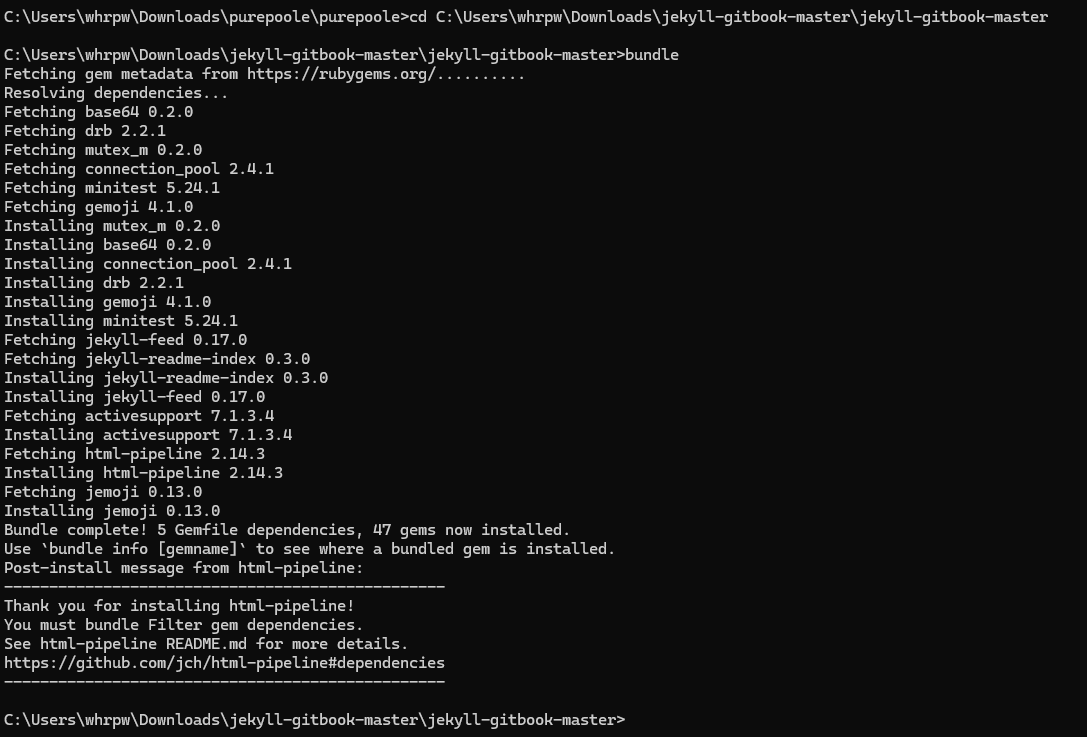 C:\Users\whrpw\Downloads\purepoole\purepoole>cd C:\Users\whrpw\Downloads\jekyll-gitbook-master\jekyll-gitbook-master
C:\Users\whrpw\Downloads\jekyll-gitbook-master\jekyll-gitbook-master>bundle
Fetching gem metadata from https://rubygems.org/..........
Resolving dependencies...
Fetching base64 0.2.0
Fetching drb 2.2.1
Fetching mutex_m 0.2.0
Fetching connection_pool 2.4.1
Fetching minitest 5.24.1
Fetching gemoji 4.1.0
Installing mutex_m 0.2.0
Installing base64 0.2.0
Installing connection_pool 2.4.1
Installing drb 2.2.1
Installing gemoji 4.1.0
Installing minitest 5.24.1
Fetching jekyll-feed 0.17.0
Fetching jekyll-readme-index 0.3.0
Installing jekyll-readme-index 0.3.0
Installing jekyll-feed 0.17.0
Fetching activesupport 7.1.3.4
Installing activesupport 7.1.3.4
Fetching html-pipeline 2.14.3
Installing html-pipeline 2.14.3
Fetching jemoji 0.13.0
Installing jemoji 0.13.0
Bundle complete! 5 Gemfile dependencies, 47 gems now installed.
Use `bundle info [gemname]` to see where a bundled gem is installed.
Post-install message from html-pipeline:
-------------------------------------------------
Thank you for installing html-pipeline!
You must bundle Filter gem dependencies.
See html-pipeline README.md for more details.
https://github.com/jch/html-pipeline#dependencies
-------------------------------------------------
C:\Users\whrpw\Downloads\jekyll-gitbook-master\jekyll-gitbook-master>